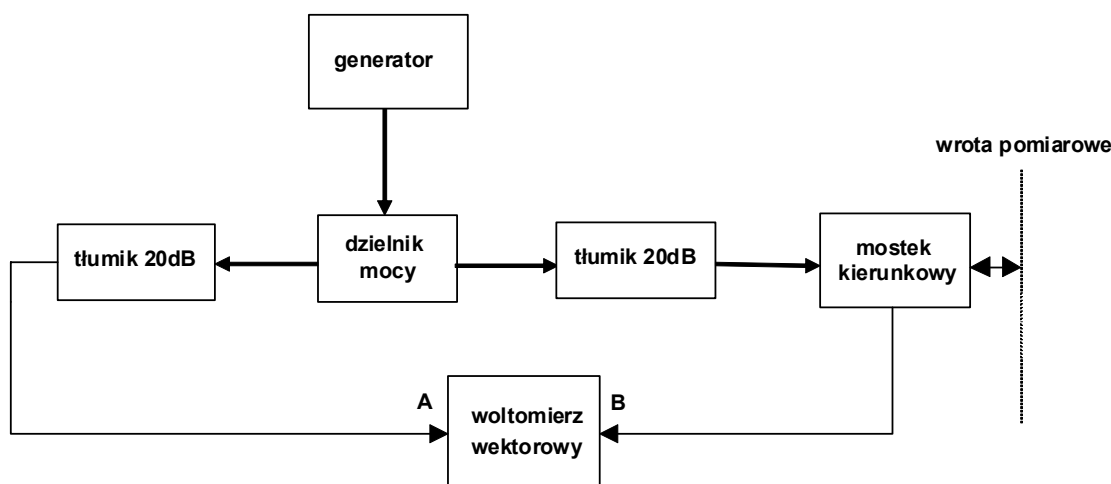 generator
wrota pomiarowe
tłumik 20dB
dzielnik
mocy
tłumik 20dB
mostek
kierunkowy
A
B
woltomierz
wektorowy